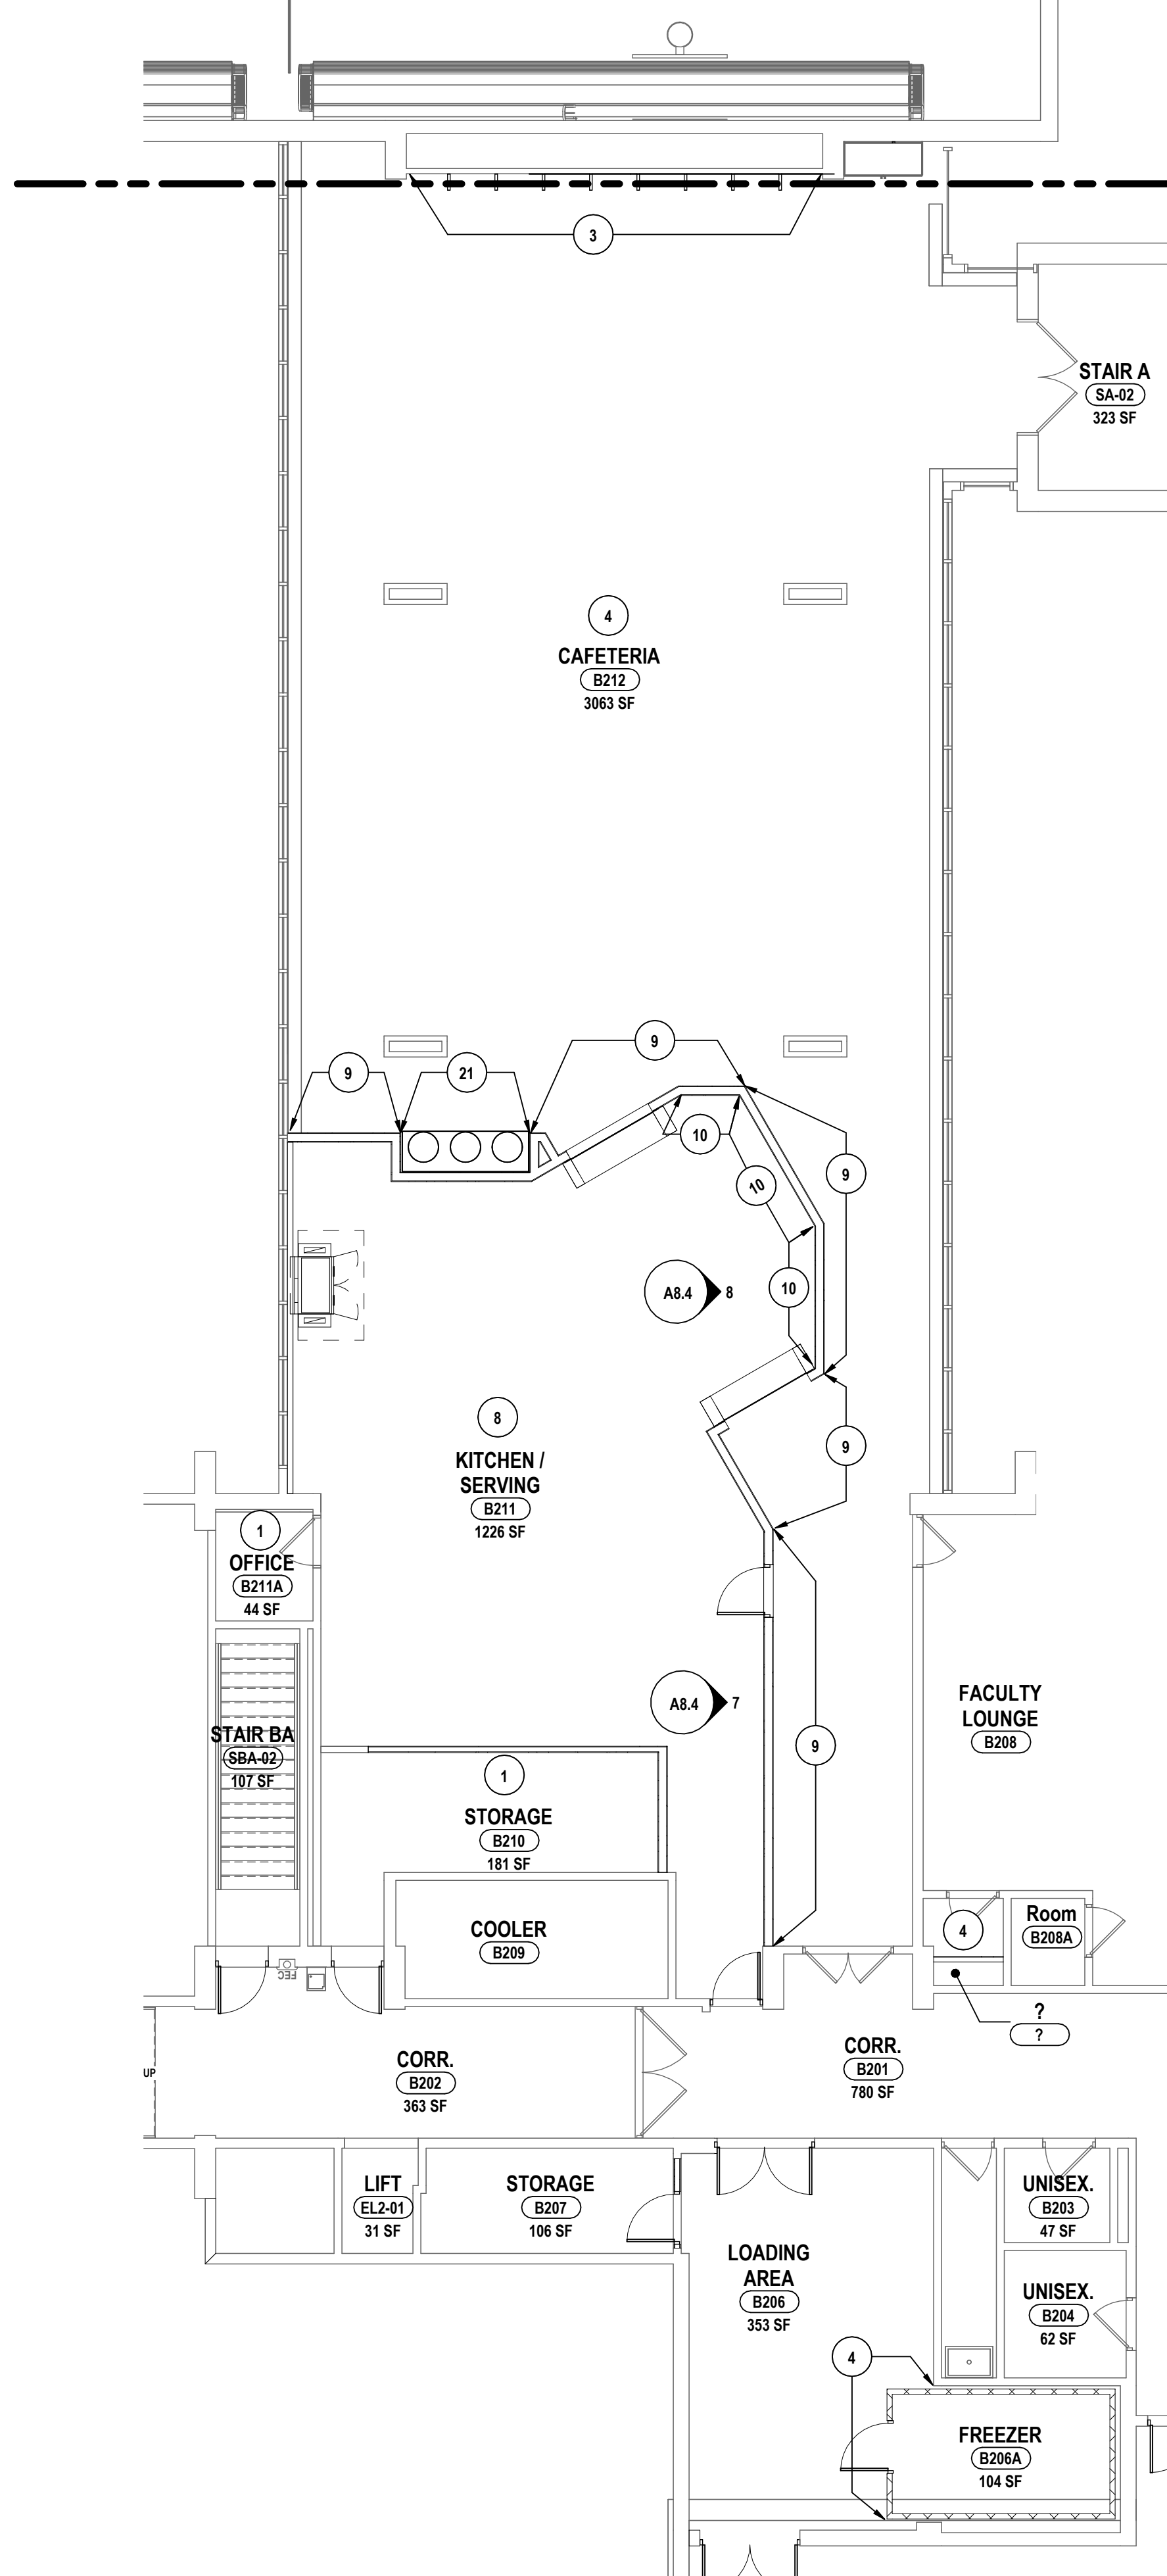 3
STAIR A
SA-02
323 SF
4
CAFETERIA
B212
3063 SF
9
9
21
10
9
10
10
A8.4
8
8
KITCHEN /
SERVING
B211
1226 SF
9
1
OFFICE
B211A
44 SF
A8.4
7
FACULTY
LOUNGE
B208
STAIR BA
SBA-02
107 SF
9
1
STORAGE
B210
181 SF
COOLER
B209
4
Room
B208A
FEC
?
?
UP
CORR.
B202
363 SF
CORR.
B201
780 SF
LIFT
EL2-01
31 SF
STORAGE
B207
106 SF
UNISEX.
B203
47 SF
LOADING
AREA
B206
353 SF
UNISEX.
B204
62 SF
4
FREEZER
B206A
104 SF